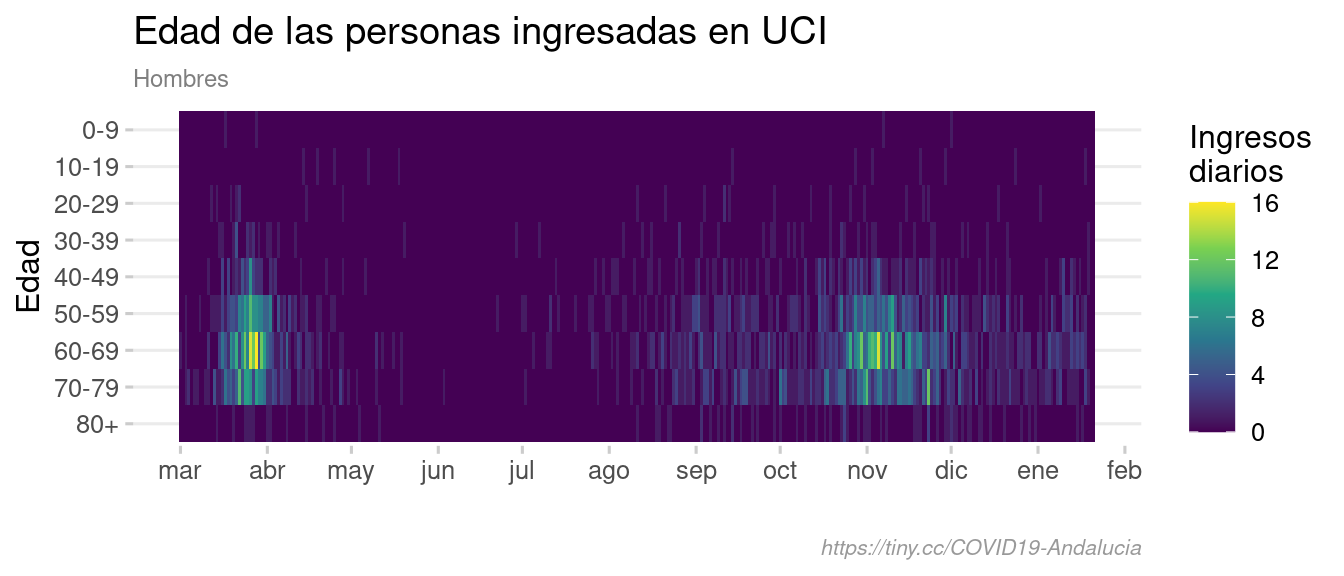 Edad de las personas ingresadas en UCI
Hombres
Edad
0-9
10-19
20-29
30-39
40-49
50-59
60-69
70-79
80+
mar abr may jun jul ago sep oct nov dic ene feb
Ingresos
diarios
16
12
8
4
0
https://tiny.cc/COVID19-Andalucia